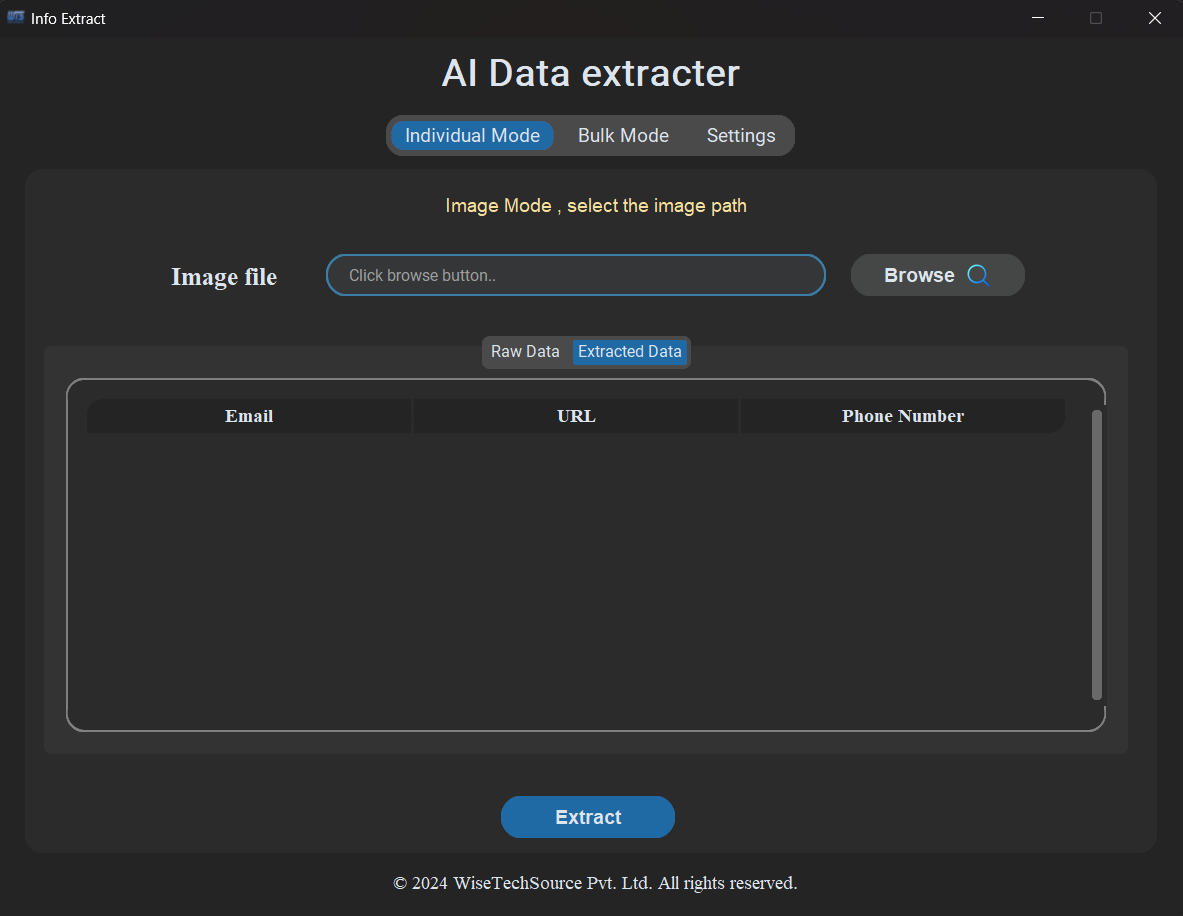 Info Extract
AI Data extracter
Individual Mode Bulk Mode Settings
Image Mode , select the image path
Image file Click browse button.. Browse
Raw Data Extracted Data
Email URL Phone Number
Extract
© 2024 WiseTechSource Pvt. Ltd. All rights reserved.